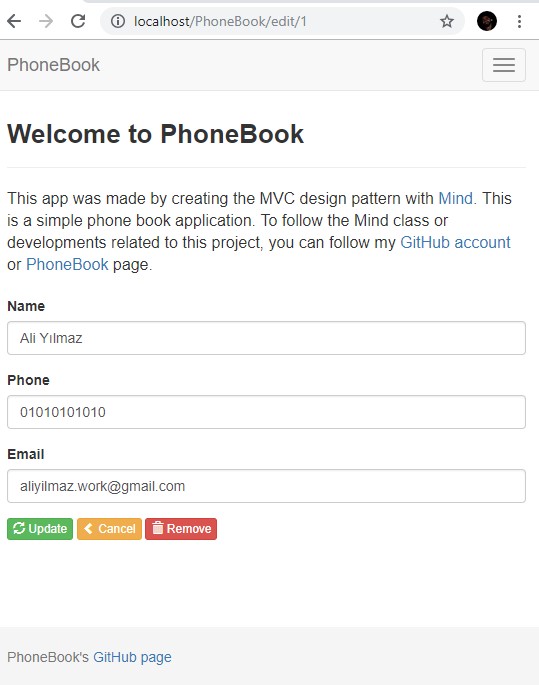 localhost/PhoneBook/edit/1
PhoneBook
Welcome to PhoneBook
This app was made by creating the MVC design pattern with Mind. This
is a simple phone book application. To follow the Mind class or
developments related to this project, you can follow my GitHub account
or PhoneBook page.
Name
Ali Yılmaz
Phone
01010101010
Email
aliyilmaz.work@gmail.com
Update Cancel Remove
PhoneBook's GitHub page